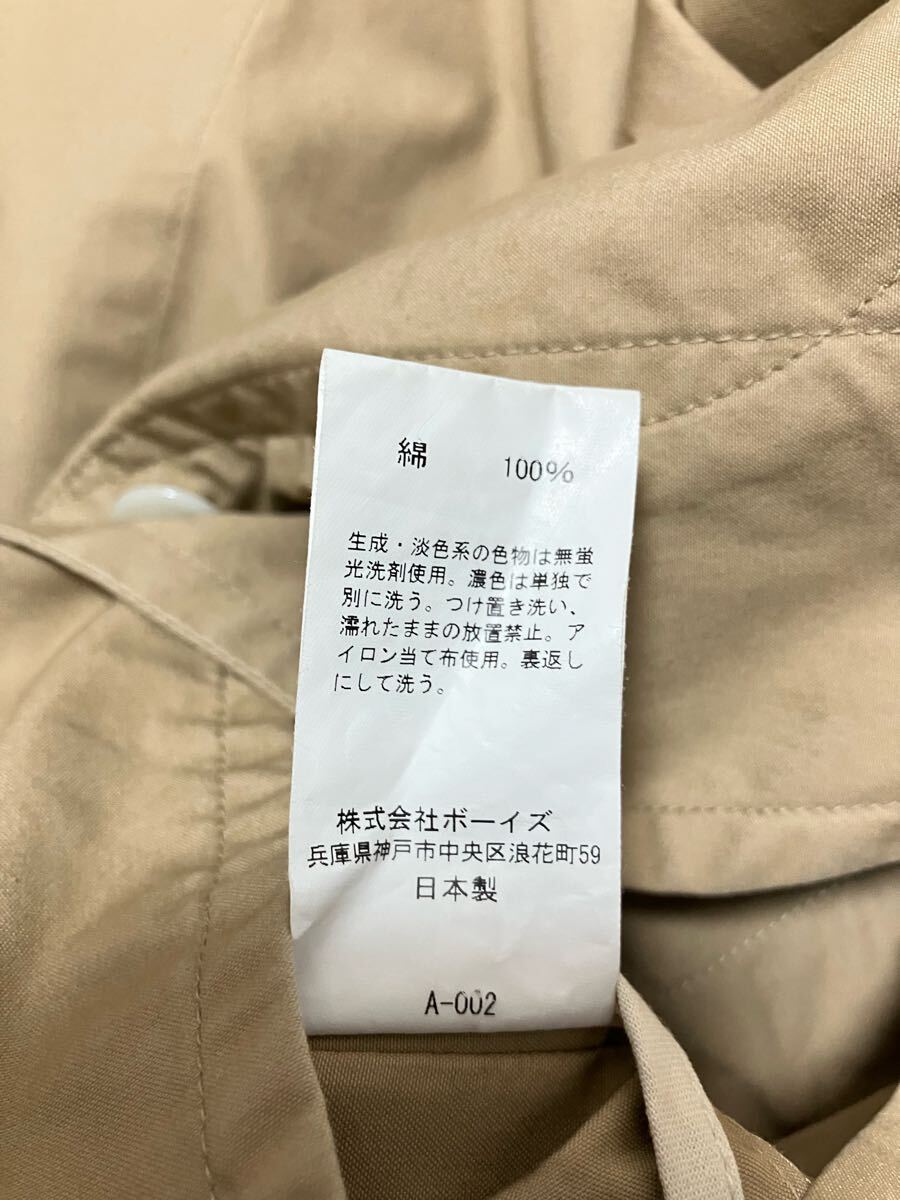 綿 100%
生成・淡色系の色物は無蛍
光洗剤使用。濃色は単独で
別に洗う。つけ置き洗い、
濡れたままの放置禁止。ア
イロン当て布使用。裏返し
にして洗う。
株式会社ボーイズ
兵庫県神戸市中央区浪花町59
日本製
A-002